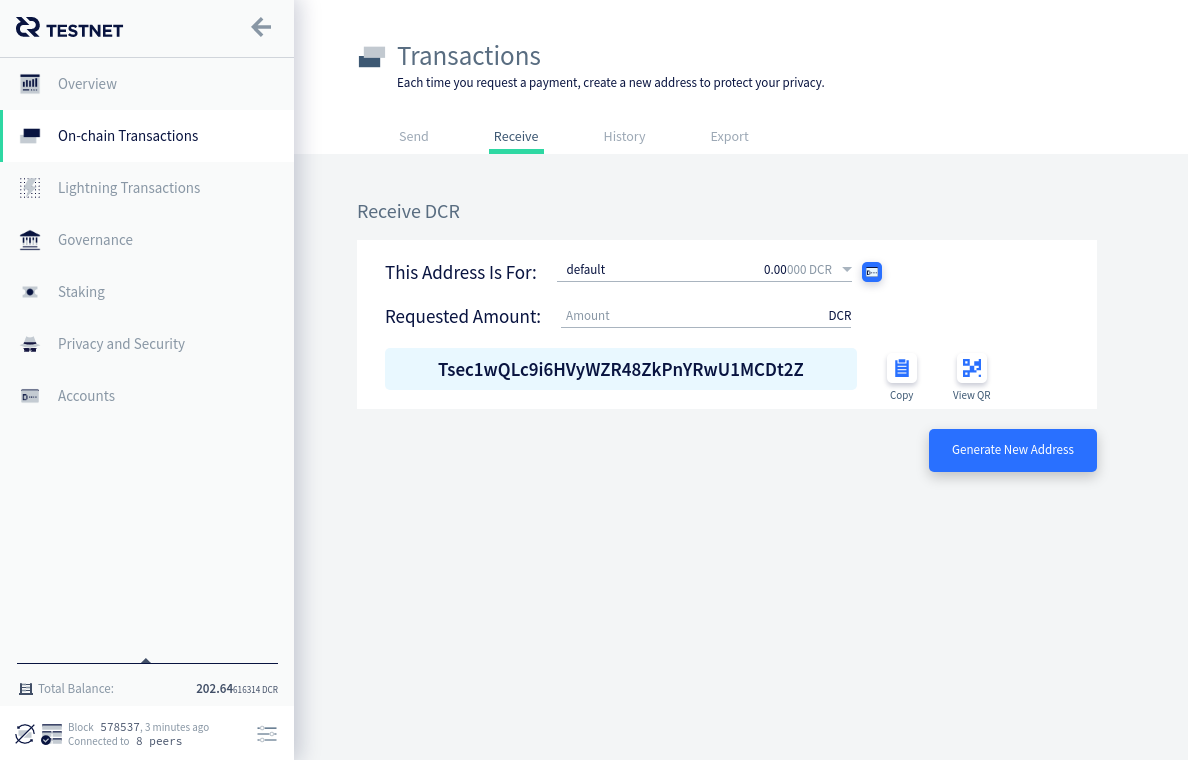 TESTNET
Overview
On-chain Transactions
Lightning Transactions
Governance
Staking
Privacy and Security
Accounts
Total Balance: 202.64616314 DCR
Block 578537, 3 minutes ago
Connected to 8 peers
Transactions
Each time you request a payment, create a new address to protect your privacy.
Send Receive History Export
Receive DCR
This Address Is For: default 0.00000 DCR
Requested Amount: Amount DCR
Tsec1wQLc9i6HVyWZR48ZkPnYRwU1MCDt2Z
Copy View QR
Generate New Address